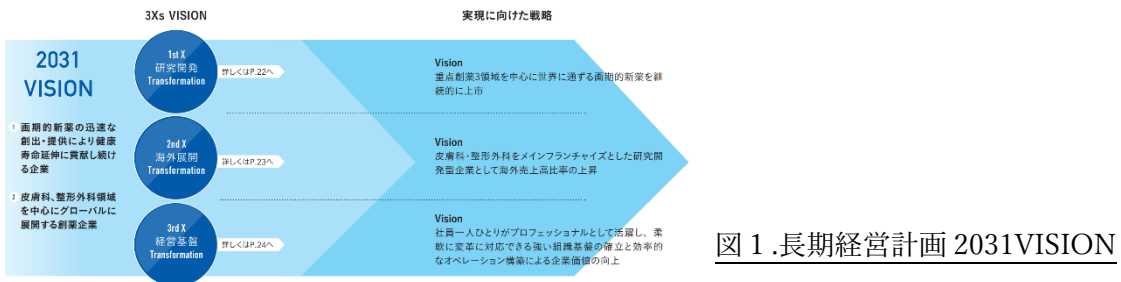 3Xs VISION
実現に向けた戦略
2031
VISION
1 画期的新薬の迅速な
創出・提供により健康
寿命延伸に貢献し続け
る企業
2 皮膚科、整形外科領域
を中心にグローバルに
展開する創薬企業
1st X
研究開発
Transformation
詳しくはP.22へ
Vision
重点創薬3領域を中心に世界に通ずる画期的新薬を継
続的に上市
2nd X
海外展開
Transformation
詳しくはP.23へ
Vision
皮膚科・整形外科をメインフランチャイズとした研究開
発型企業として海外売上高比率の上昇
3rd X
経営基盤
Transformation
詳しくはP.24へ
Vision
社員一人ひとりがプロフェッショナルとして活躍し、柔
軟に変革に対応できる強い組織基盤の確立と効率的
なオペレーション構築による企業価値の向上
図1.長期経営計画2031VISION